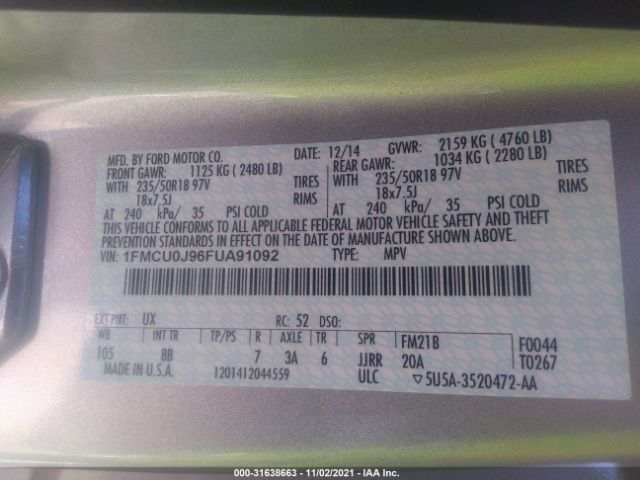 MFD. BY FORD MOTOR CO. DATE: 12/14 GVWR: 2159 KG ( 4760 LB)
FRONT GAWR: 1125 KG ( 2480 LB) REAR GAWR: 1034 KG ( 2280 LB)
WITH 235/50R18 97V TIRES WITH 235/50R18 97V TIRES
18x7.5J RIMS 18x7.5J RIMS
AT 240 kPa/ 35 PSI COLD AT 240 kPa/ 35 PSI COLD
THIS VEHICLE CONFORMS TO ALL APPLICABLE FEDERAL MOTOR VEHICLE SAFETY AND THEFT
PREVENTION STANDARDS IN EFFECT ON THE DATE OF MANUFACTURE SHOWN ABOVE.
VIN: 1FMCU0J96FUA91092 TYPE: MPV
EXT PNT: UX RC: 52 DSO:
WB INT TR TP/PS R AXLE TR SPR FM21B F0044
105 8B 7 3A 6 JJRR 20A T0267
MADE IN U.S.A. 1201412044559 ULC ▽5U5A-3520472-AA
000-31638663 - 11/02/2021 - IAA Inc.